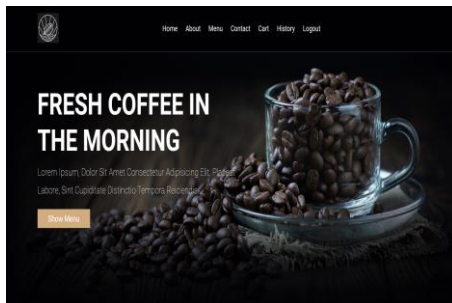 Home About Menu Contact Cart History Logout
FRESH COFFEE IN
THE MORNING
Lorem Ipsum, Dolor Sit Amet Consectetur Adipisicing Elit. Placeat
Labore, Sint Cupiditate Distinctio Tempora Reiciendis.
Show Menu